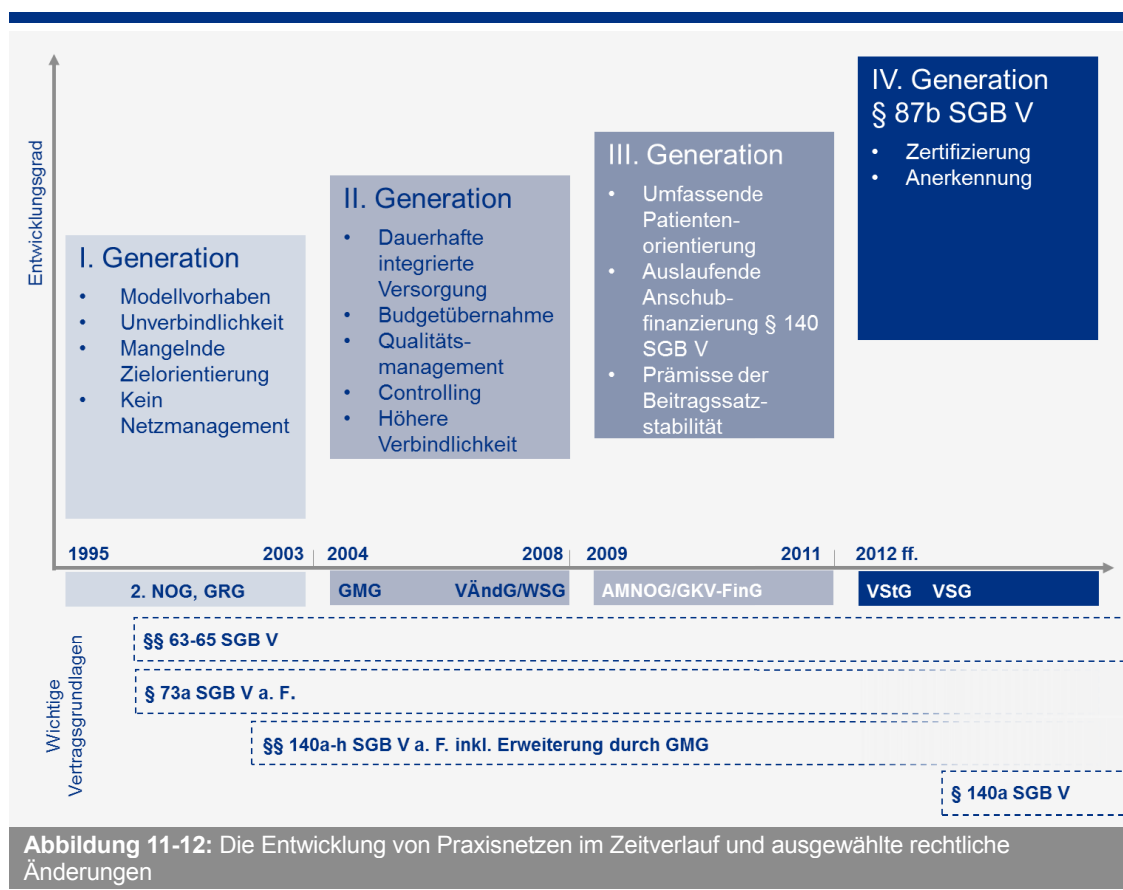 Entwicklungsgrad
I. Generation
• Modellvorhaben
• Unverbindlichkeit
• Mangelnde
Zielorientierung
• Kein
Netzmanagement
II. Generation
• Dauerhafte
integrierte
Versorgung
• Budgetübernahme
• Qualitäts-
management
• Controlling
• Höhere
Verbindlichkeit
III. Generation
• Umfassende
Patienten-
orientierung
• Auslaufende
Anschub-
finanzierung § 140
SGB V
• Prämisse der
Beitragssatz-
stabilität
IV. Generation
§ 87b SGB V
• Zertifizierung
• Anerkennung
1995 2003 2004 2008 2009 2011 2012 ff.
2. NOG, GRG GMG VÄndG/WSG AMNOG/GKV-FinG VStG VSG
Wichtige
Vertragsgrundlagen
§§ 63-65 SGB V
§ 73a SGB V a. F.
§§ 140a-h SGB V a. F. inkl. Erweiterung durch GMG
§ 140a SGB V
Abbildung 11-12: Die Entwicklung von Praxisnetzen im Zeitverlauf und ausgewählte rechtliche
Änderungen